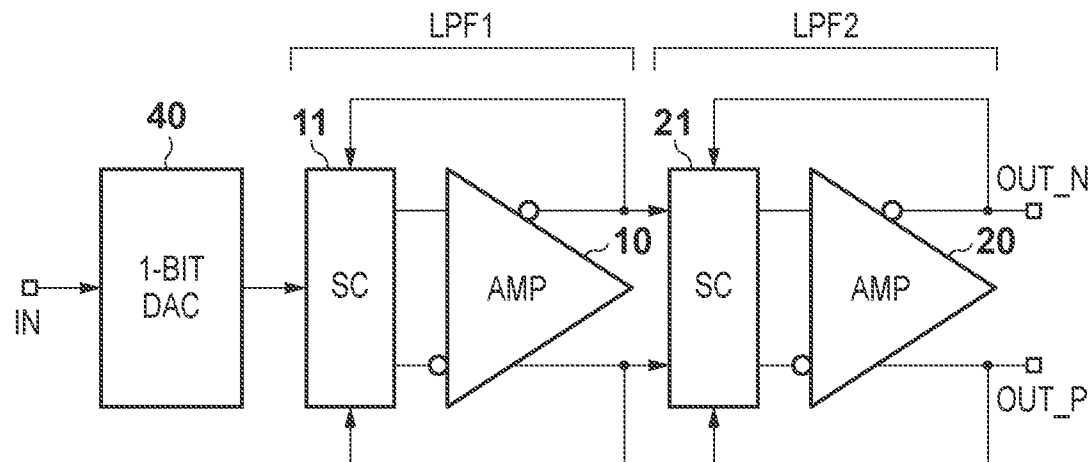 LPF1
LPF2
40
11
21
OUT_N
10
20
1-BIT
DAC
SC
AMP
SC
AMP
IN
OUT_P